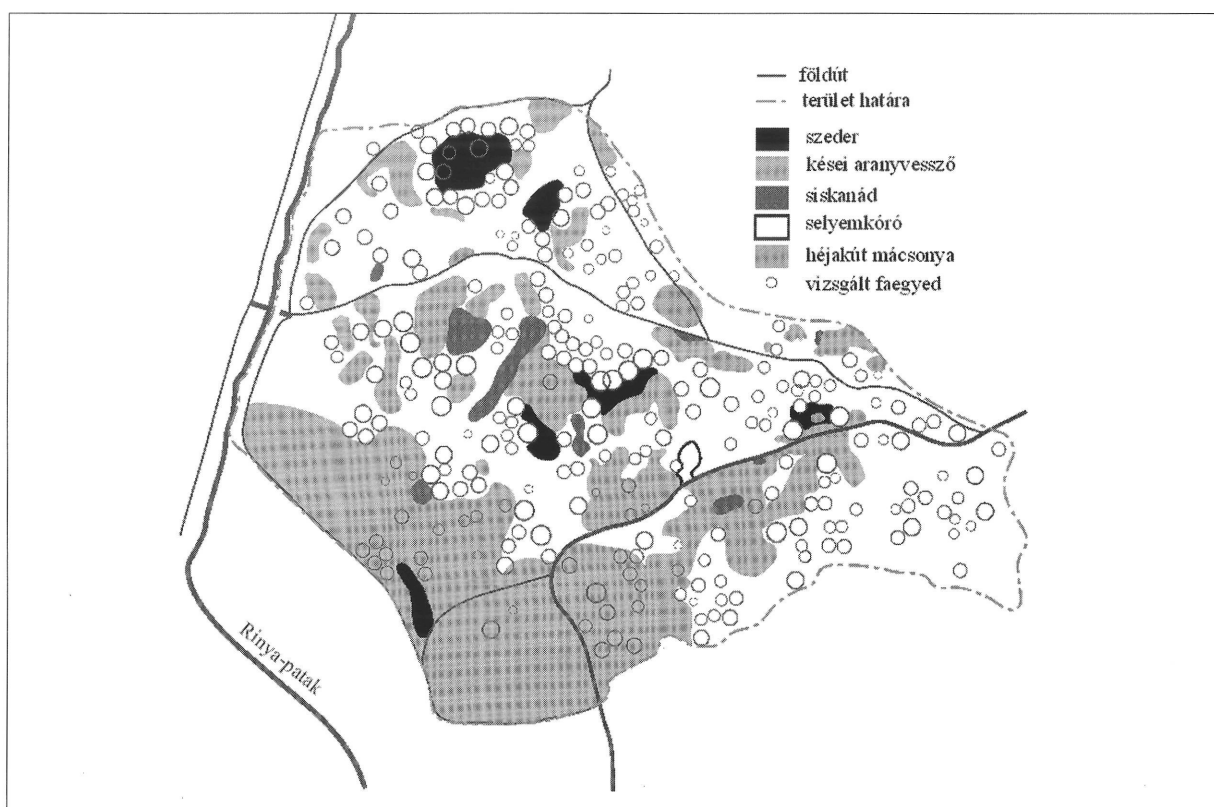 földút
terület határa
szeder
kései aranyvessző
siskanád
selyemkóró
héjakút mácsonya
vizsgált faegyed
Rinya-patak